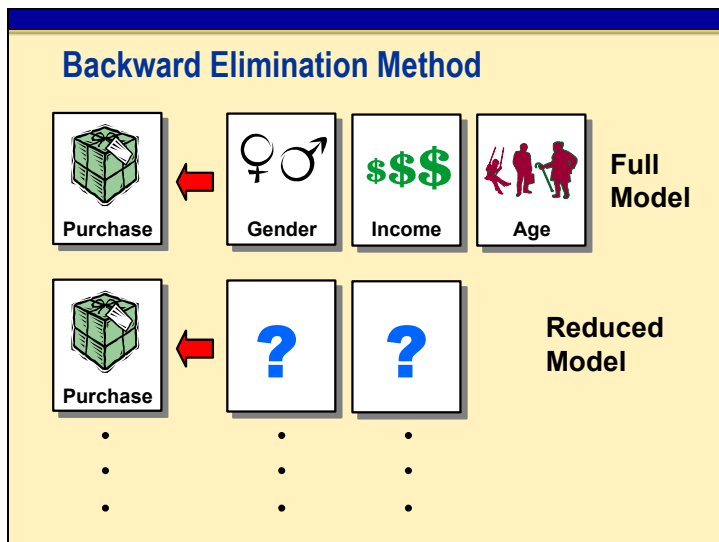 Backward Elimination Method
$$$
Full
Model
Purchase
Gender
Income
Age
?
?
Reduced
Model
Purchase